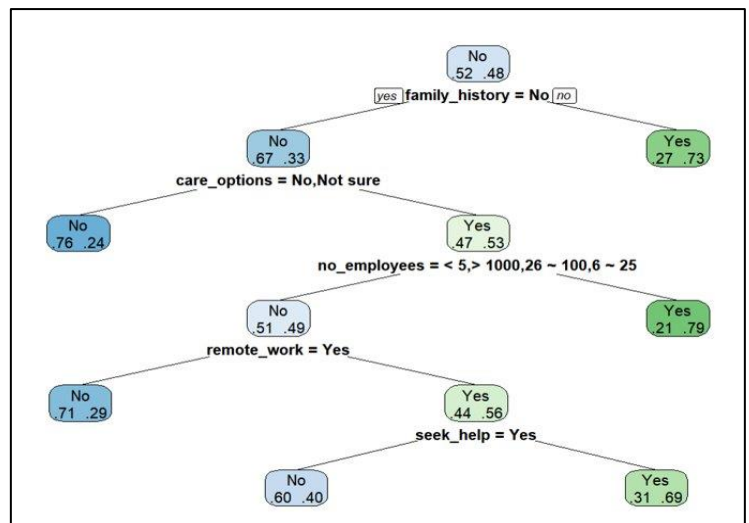 No
.52 .48
yes family_history = No no
No
.67 .33
Yes
.27 .73
care_options = No,Not sure
No
.76 .24
Yes
.47 .53
no_employees = < 5,> 1000,26 ~ 100,6 ~ 25
No
.51 .49
Yes
.21 .79
remote_work = Yes
No
.71 .29
Yes
.44 .56
seek_help = Yes
No
.60 .40
Yes
.31 .69